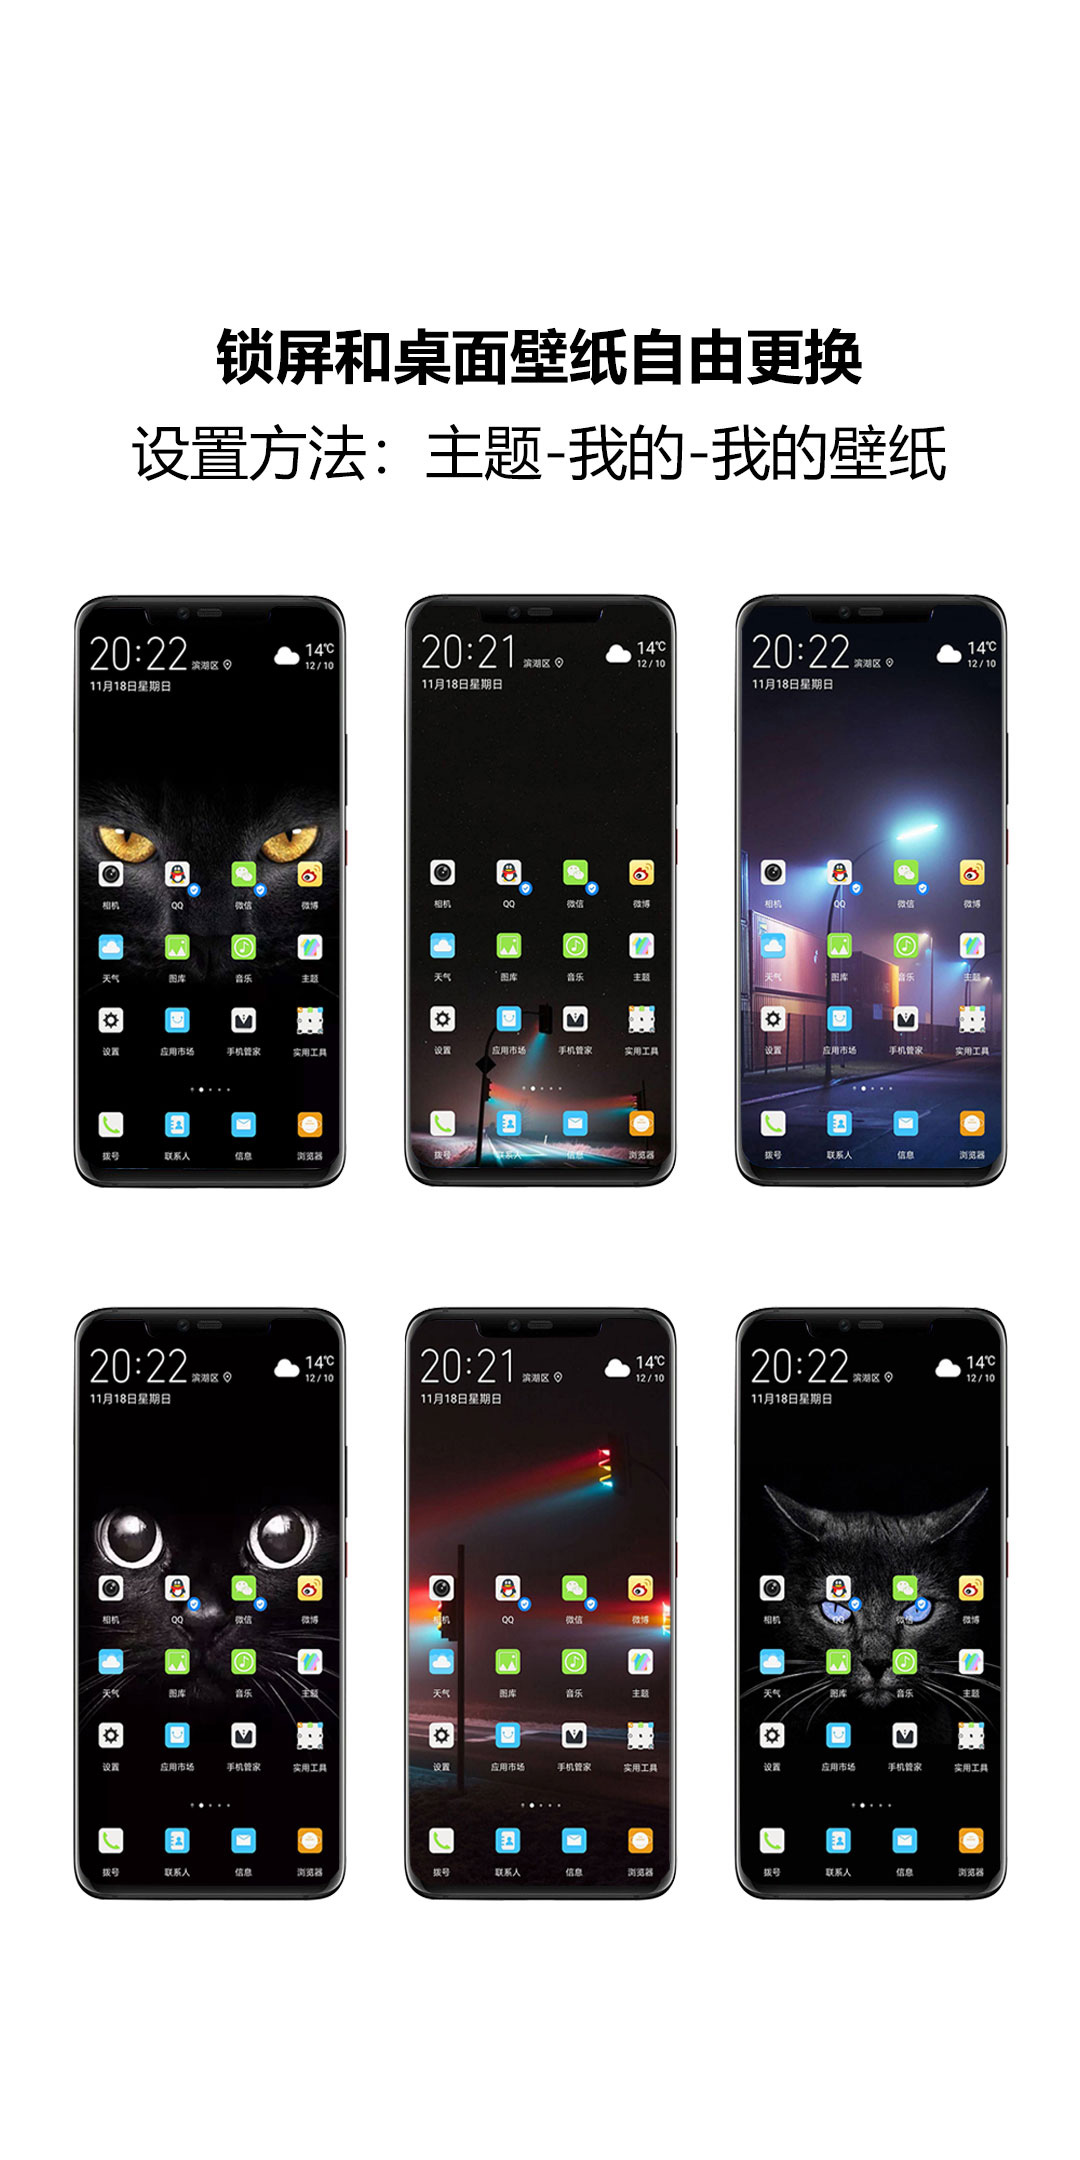 锁屏和桌面壁纸自由更换
设置方法：主题-我的-我的壁纸
20:22 滨湖区 14℃
12/10
11月18日星期日
相机 QQ 微信 微博
天气 图库 音乐 主题
设置 应用市场 手机管家 实用工具
拨号 联系人 信息 浏览器
20:21 滨湖区 14℃
12/10
11月18日星期日
相机 QQ 微信 微博
天气 图库 音乐 主题
设置 应用市场 手机管家 实用工具
拨号 联系人 信息 浏览器
20:22 滨湖区 14℃
12/10
11月18日星期日
相机 QQ 微信 微博
天气 图库 音乐 主题
设置 应用市场 手机管家 实用工具
拨号 联系人 信息 浏览器
20:22 滨湖区 14℃
12/10
11月18日星期日
相机 QQ 微信 微博
天气 图库 音乐 主题
设置 应用市场 手机管家 实用工具
拨号 联系人 信息 浏览器
20:21 滨湖区 14℃
12/10
11月18日星期日
相机 QQ 微信 微博
天气 图库 音乐 主题
设置 应用市场 手机管家 实用工具
拨号 联系人 信息 浏览器
20:22 滨湖区 14℃
12/10
11月18日星期日
相机 QQ 微信 微博
天气 图库 音乐 主题
设置 应用市场 手机管家 实用工具
拨号 联系人 信息 浏览器